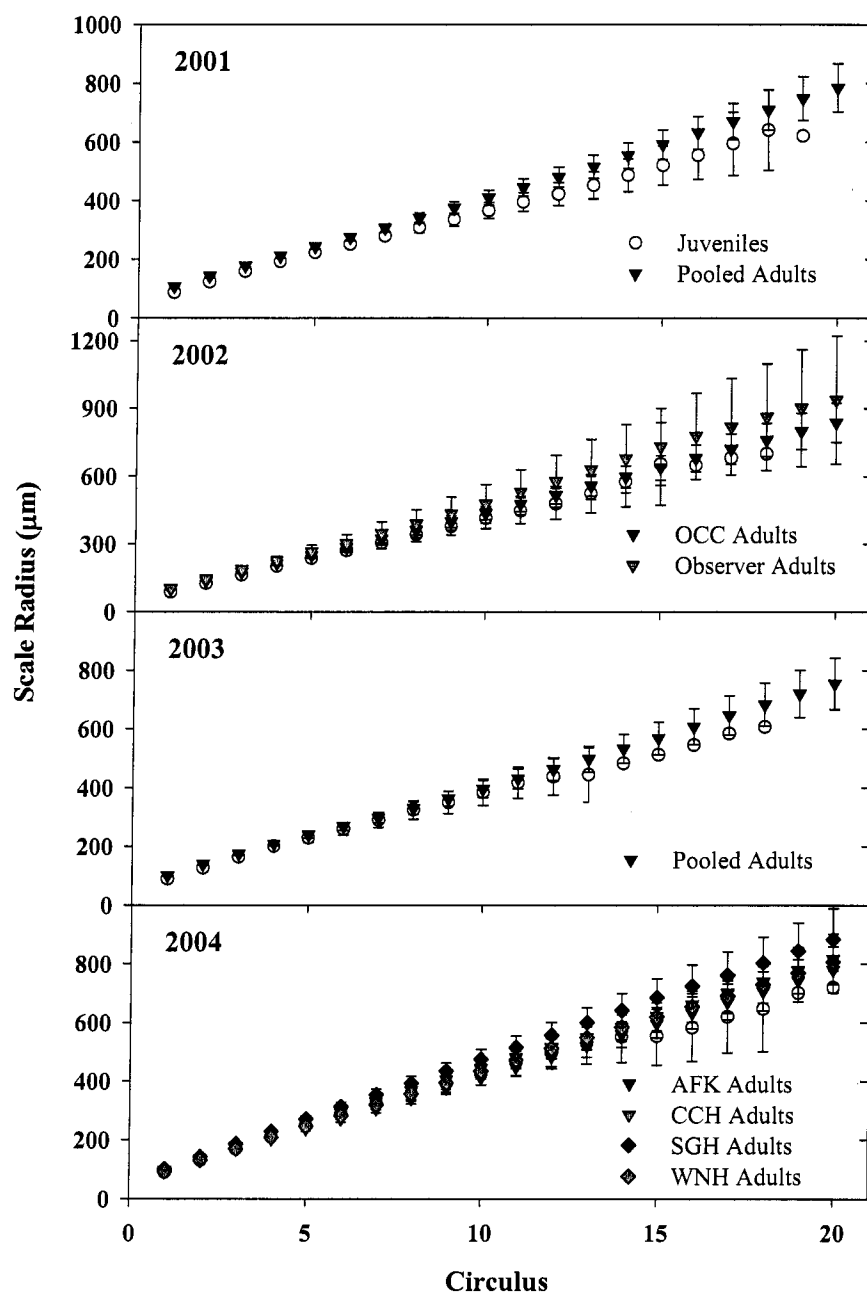 Scale Radius (µm)
1000
800
600
400
200
0
2001
Juveniles
Pooled Adults
1200
900
600
300
0
2002
OCC Adults
Observer Adults
800
600
400
200
0
2003
Pooled Adults
800
600
400
200
0
2004
AFK Adults
CCH Adults
SGH Adults
WNH Adults
0 5 10 15 20
Circulus